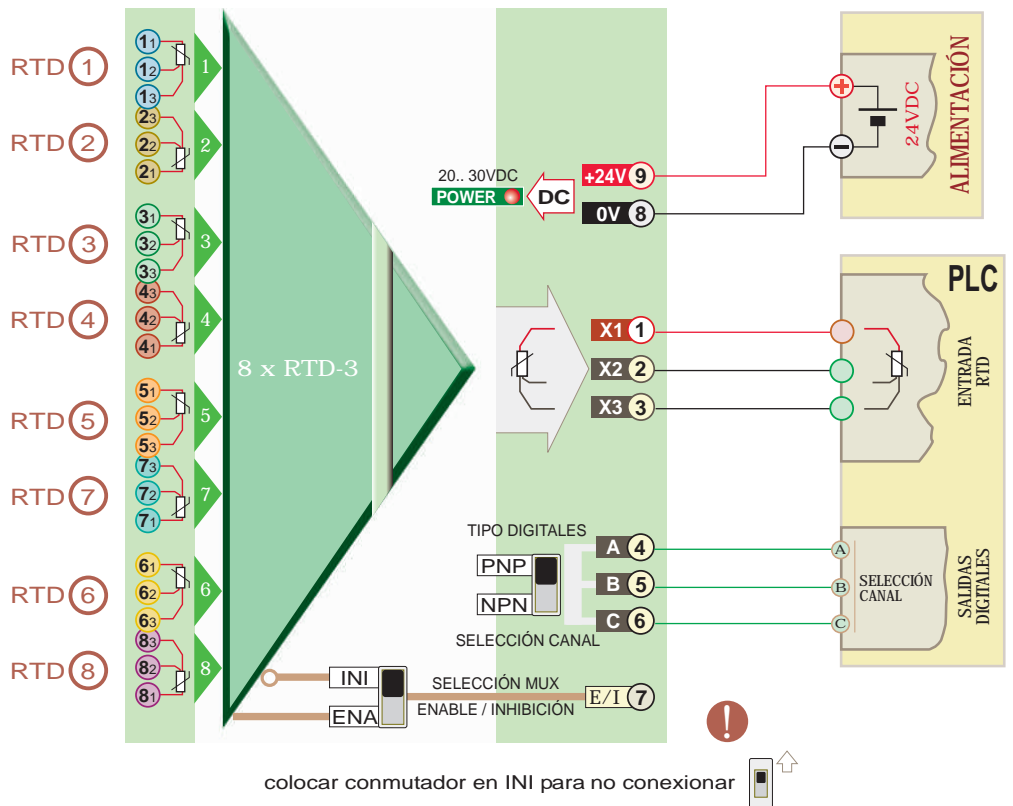 RTD 1
11
12
13
1
RTD 2
23
22
21
2
RTD 3
31
32
33
3
RTD 4
43
42
41
4
RTD 5
51
52
53
5
RTD 7
73
72
71
7
RTD 6
61
62
63
6
RTD 8
83
82
81
8
8 x RTD-3
20.. 30VDC
POWER
DC
+24V 9
0V 8
24VDC
ALIMENTACIÓN
PLC
X1 1
X2 2
X3 3
ENTRADA
RTD
TIPO DIGITALES
PNP
NPN
SELECCIÓN CANAL
A 4
B 5
C 6
A
B
C
SELECCIÓN
CANAL
SALIDAS
DIGITALES
INI
ENA
SELECCIÓN MUX
ENABLE / INHIBICIÓN
E/I 7
!
colocar conmutador en INI para no conexionar